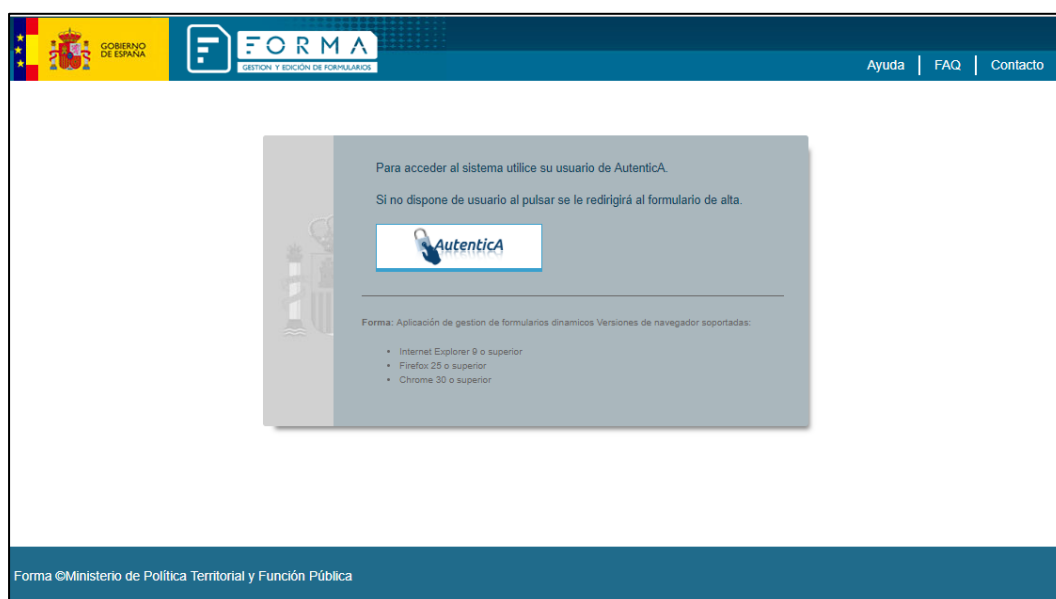 GOBIERNO
DE ESPAÑA
FORMA
GESTION Y EDICIÓN DE FORMULARIOS
Ayuda
FAQ
Contacto
Para acceder al sistema utilice su usuario de AutenticA.
Si no dispone de usuario al pulsar se le redirigirá al formulario de alta.
AutenticA
Forma: Aplicación de gestion de formularios dinamicos Versiones de navegador soportadas:
• Internet Explorer 9 o superior
• Firefox 25 o superior
• Chrome 30 o superior
Forma ©Ministerio de Política Territorial y Función Pública